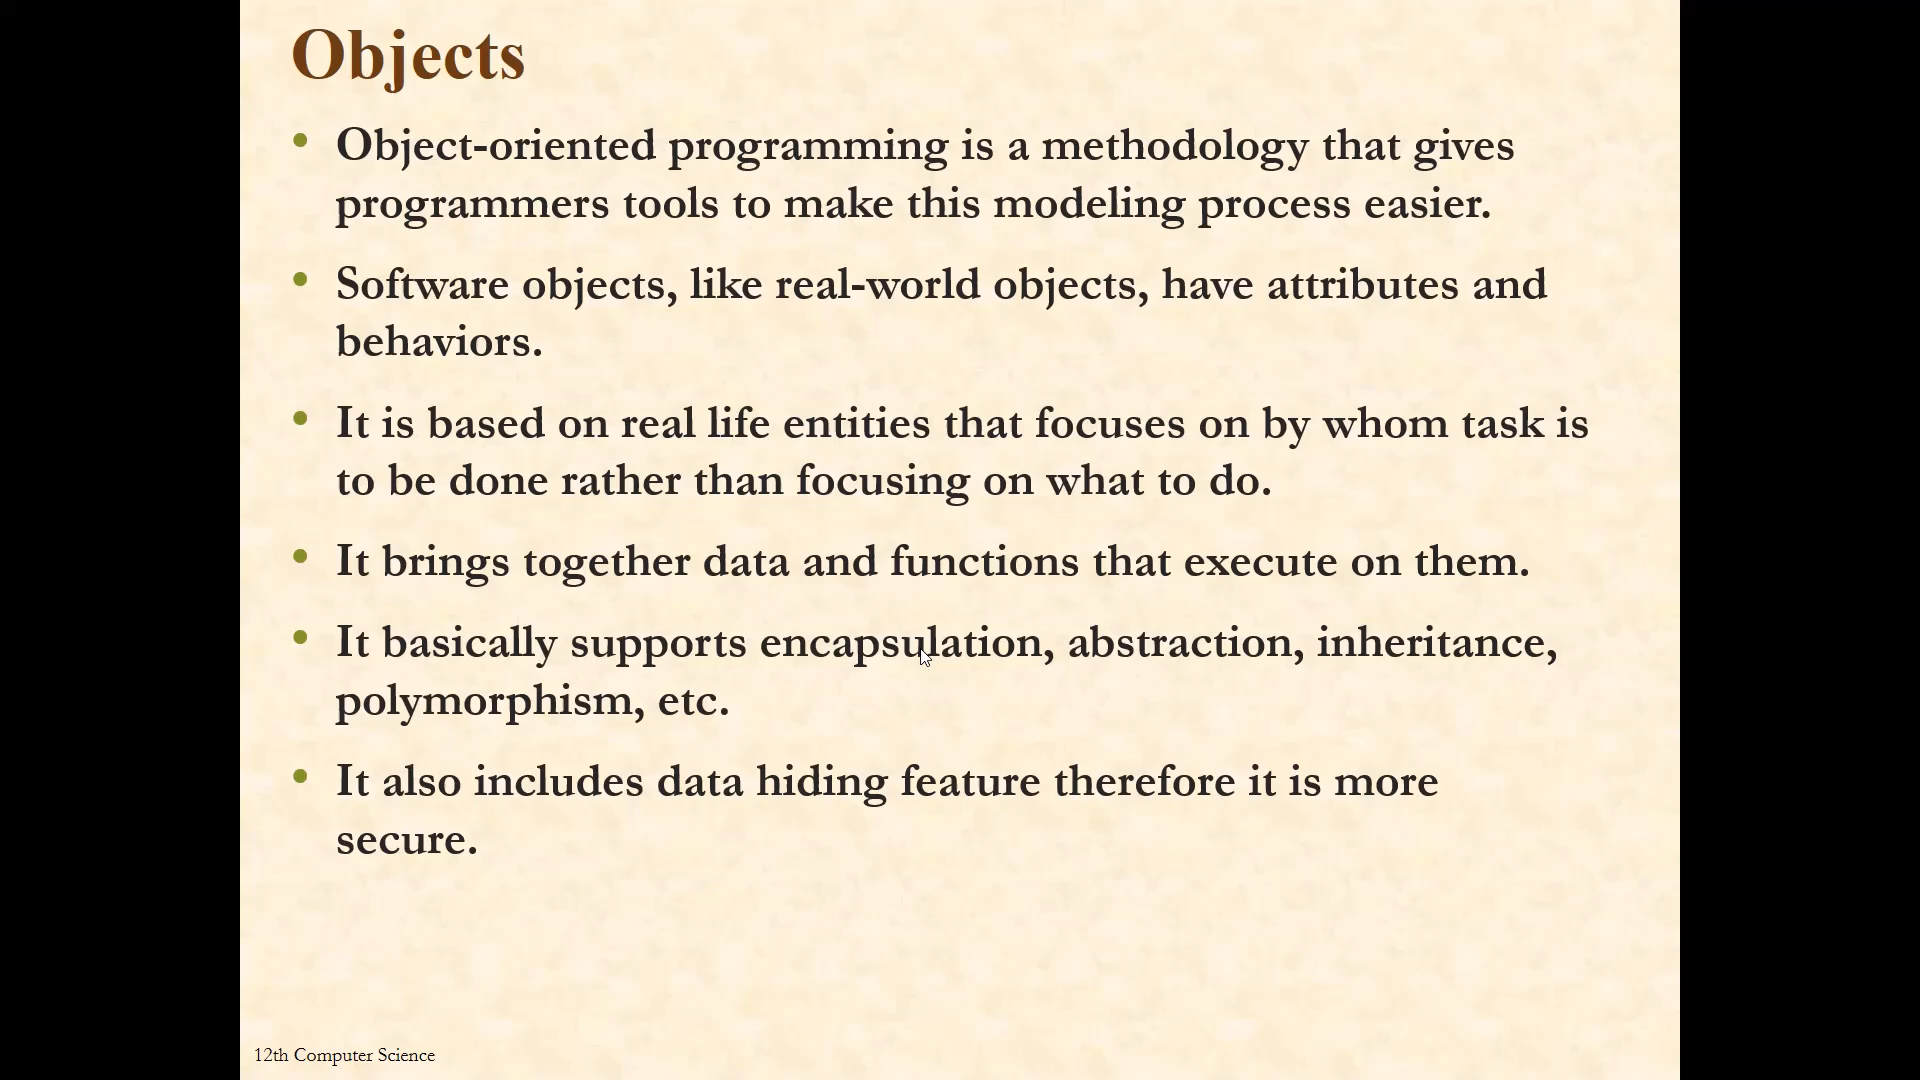 Objects
• Object-oriented programming is a methodology that gives
programmers tools to make this modeling process easier.
• Software objects, like real-world objects, have attributes and
behaviors.
• It is based on real life entities that focuses on by whom task is
to be done rather than focusing on what to do.
• It brings together data and functions that execute on them.
• It basically supports encapsulation, abstraction, inheritance,
polymorphism, etc.
• It also includes data hiding feature therefore it is more
secure.
12th Computer Science